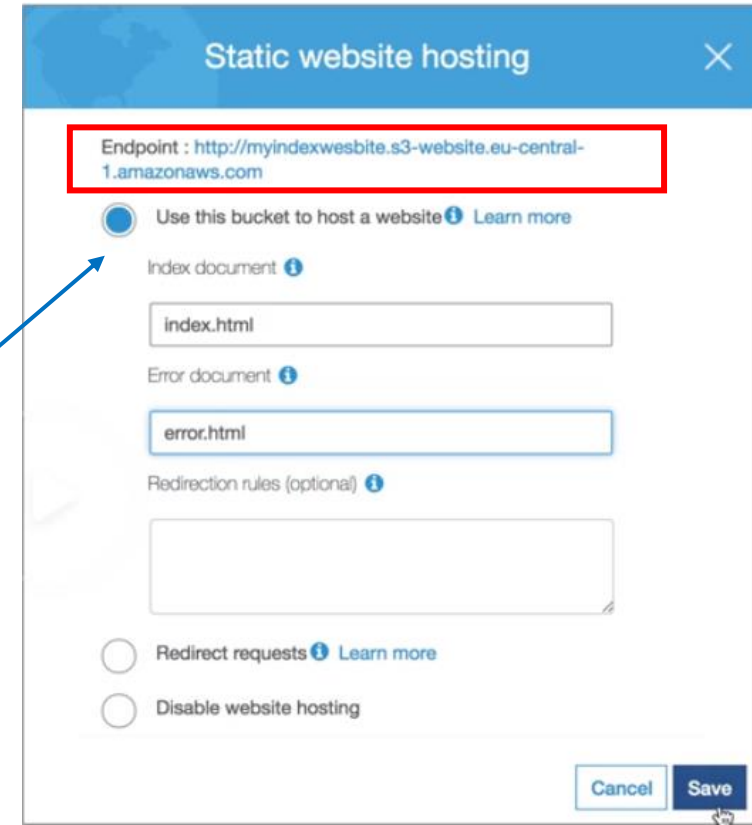 Static website hosting
Endpoint : http://myindexwesbite.s3-website.eu-central-
1.amazonaws.com
Use this bucket to host a website Learn more
Index document
index.html
Error document
error.html
Redirection rules (optional)
Redirect requests Learn more
Disable website hosting
Cancel Save